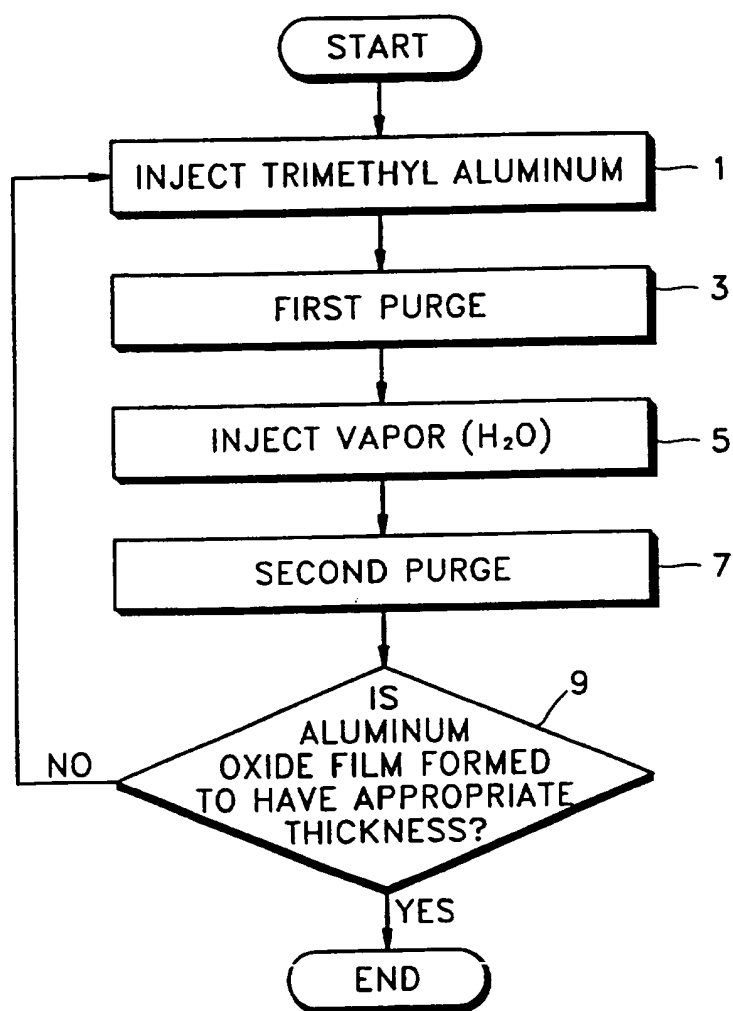 START
INJECT TRIMETHYL ALUMINUM
1
FIRST PURGE
3
INJECT VAPOR (H₂O)
5
SECOND PURGE
7
9
IS
ALUMINUM
OXIDE FILM FORMED
TO HAVE APPROPRIATE
THICKNESS?
NO
YES
END